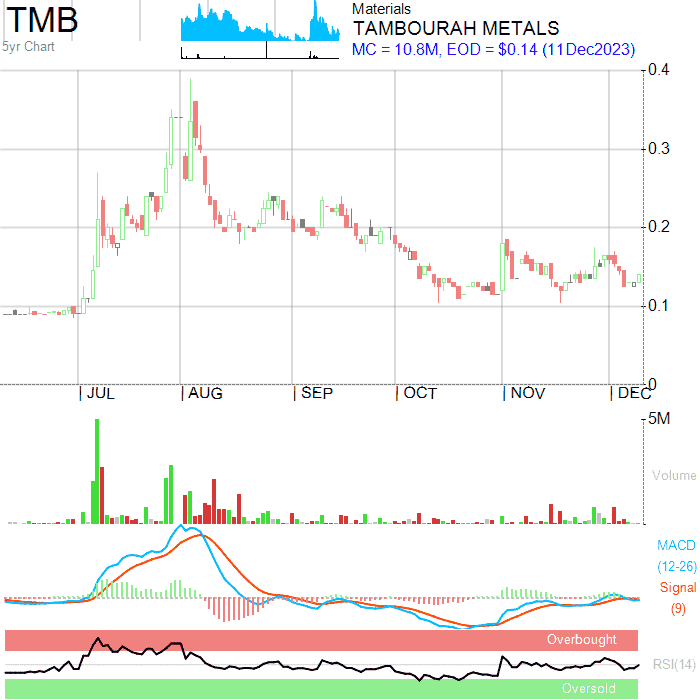 TMB
5yr Chart
Materials
TAMBOURAH METALS
MC = 10.8M, EOD = $0.14 (11Dec2023)
0.4
0.3
0.2
0.1
0
JUL AUG SEP OCT NOV DEC
5M
Volume
MACD
(12-26)
Signal
(9)
Overbought
RSI(14)
Oversold